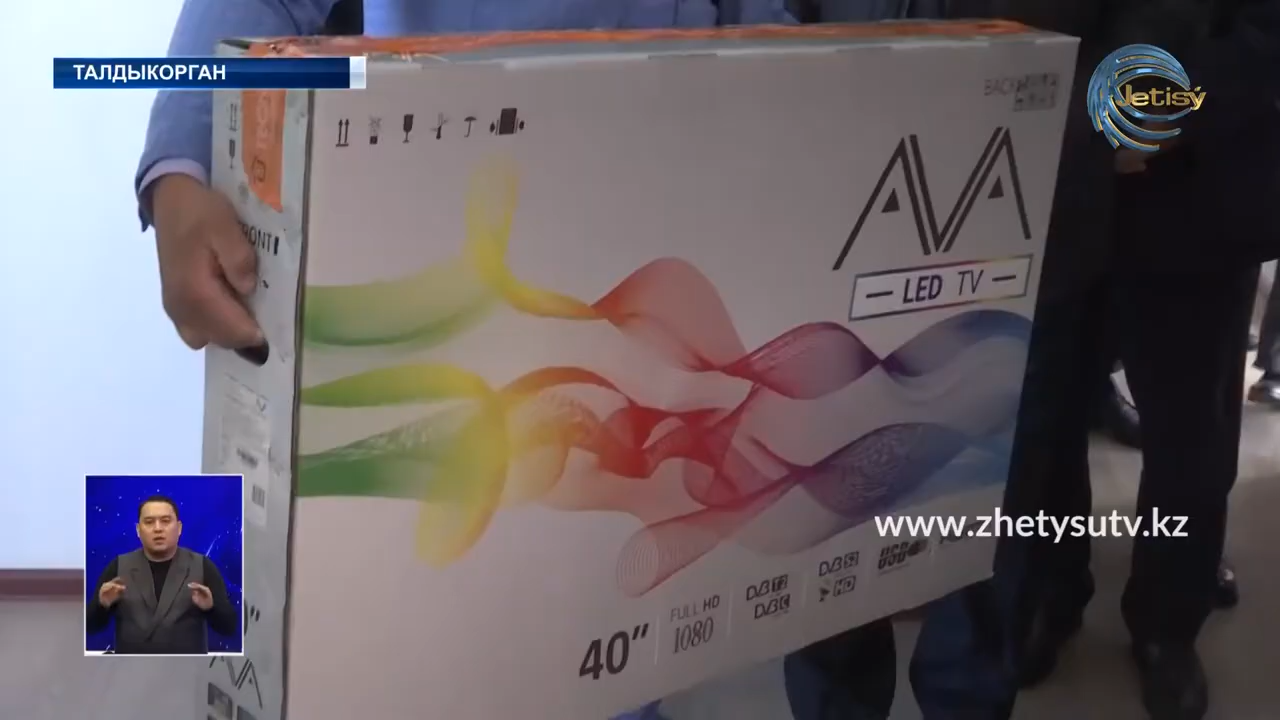 ТАЛДЫКОРГАН
Jetisý
BACK
FRONT
AVA
LED TV
www.zhetysutv.kz
40"
FULL HD
1080
DVB T2
DVB C
DVB S2
HD
USB
AVA